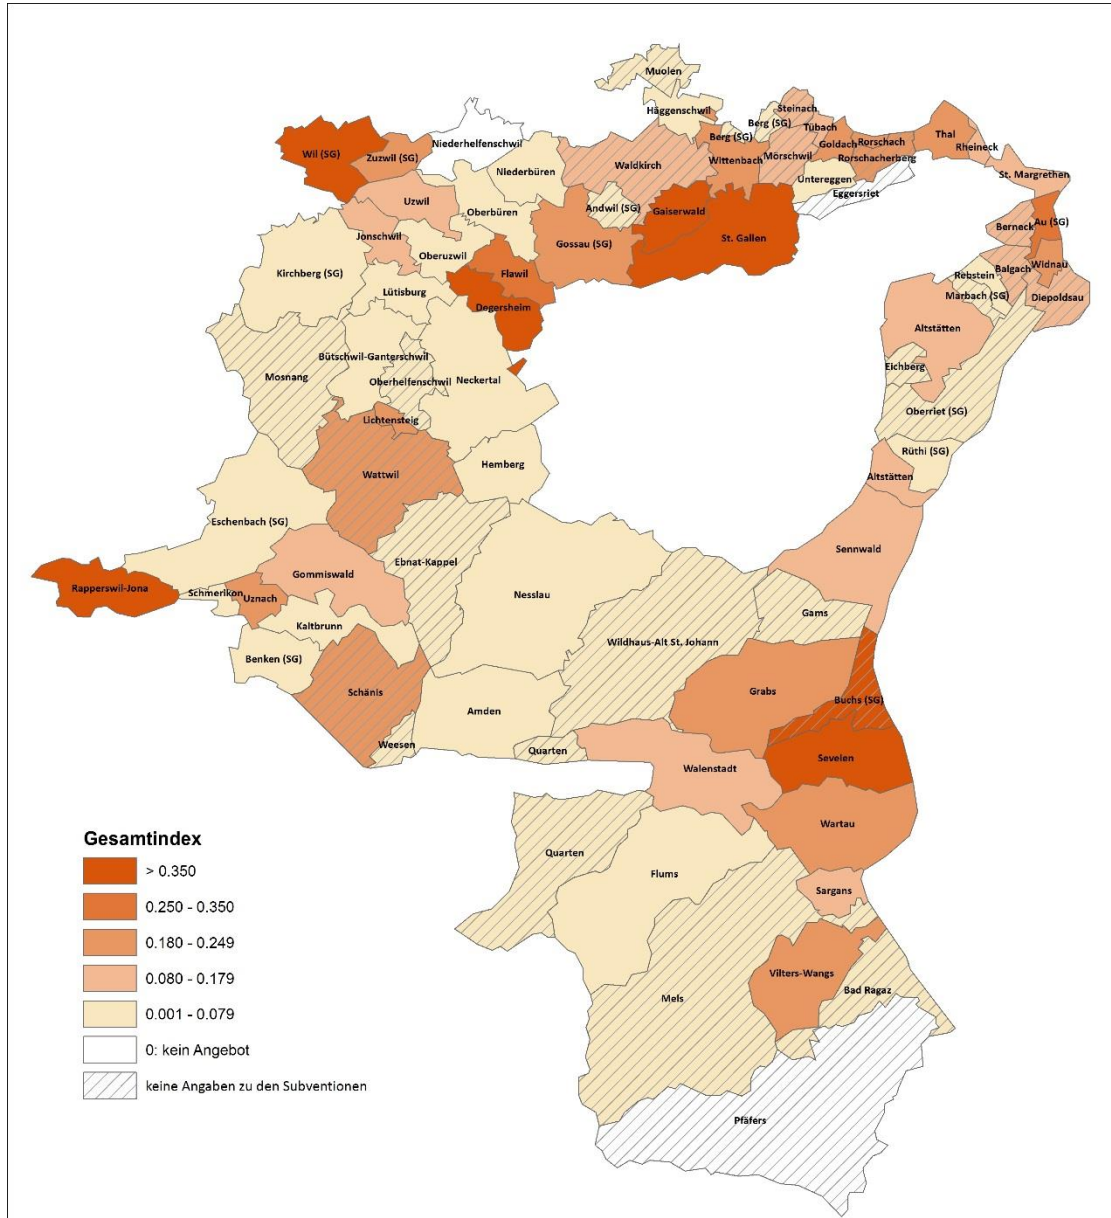 Muolen
Häggenschwil
Steinach
Berg (SG)
Berg (SG)
Tübach
Goldach
Rorschach
Rorschacherberg
Thal
Rheineck
St. Margrethen
Niederhelfenschwil
Wil (SG)
Zuzwil (SG)
Niederbüren
Waldkirch
Wittenbach
Mörschwil
Untereggen
Eggersriet
Uzwil
Oberbüren
Andwil (SG)
Gaiserwald
St. Gallen
Berneck
Au (SG)
Jonschwil
Oberuzwil
Gossau (SG)
Balgach
Widnau
Rebstein
Marbach (SG)
Diepoldsau
Kirchberg (SG)
Flawil
Lütisburg
Degersheim
Altstätten
Mosnang
Bütschwil-Ganterschwil
Oberhelfenschwil
Neckertal
Eichberg
Oberriet (SG)
Lichtensteig
Rüthi (SG)
Wattwil
Hemberg
Altstätten
Eschenbach (SG)
Sennwald
Ebnat-Kappel
Gommiswald
Rapperswil-Jona
Schmerikon
Uznach
Nesslau
Gams
Kaltbrunn
Wildhaus-Alt St. Johann
Benken (SG)
Schänis
Grabs
Buchs (SG)
Amden
Weesen
Quarten
Walenstadt
Sevelen
Wartau
Quarten
Flums
Sargans
Vilters-Wangs
Bad Ragaz
Mels
Pfäfers
Gesamtindex
> 0.350
0.250 - 0.350
0.180 - 0.249
0.080 - 0.179
0.001 - 0.079
0: kein Angebot
keine Angaben zu den Subventionen